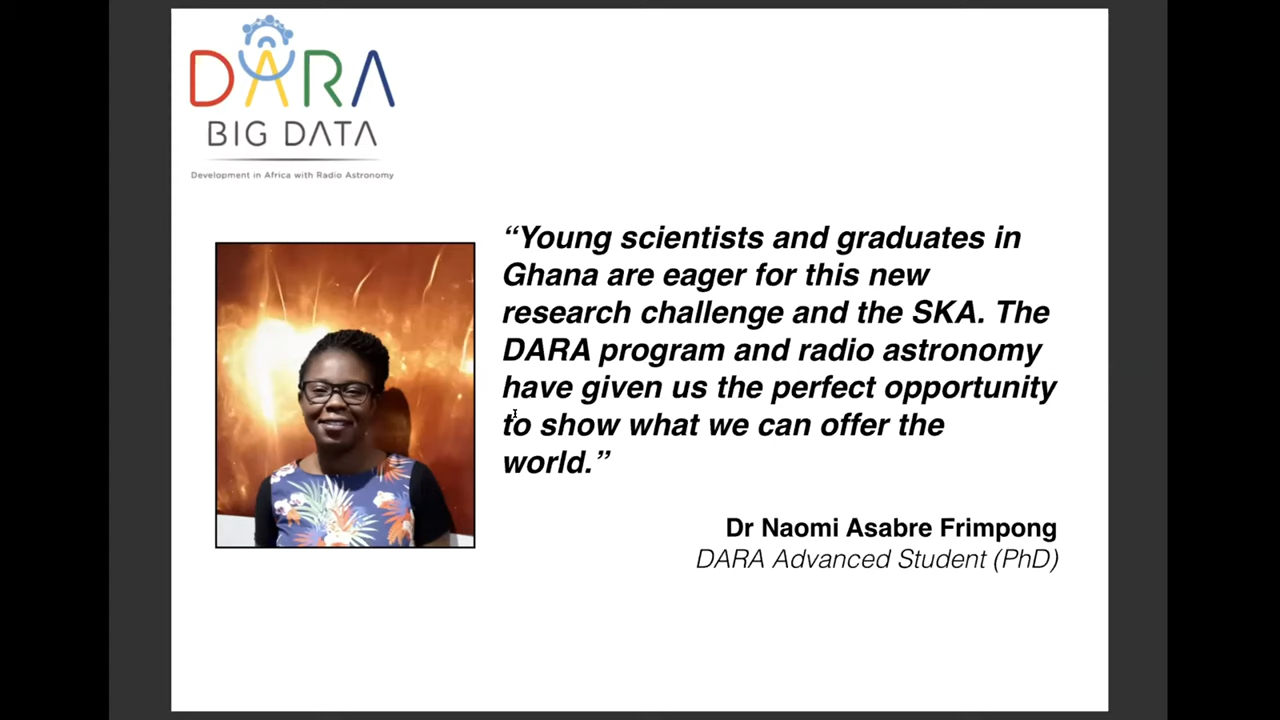 DARA
BIG DATA
Development in Africa with Radio Astronomy
“Young scientists and graduates in
Ghana are eager for this new
research challenge and the SKA. The
DARA program and radio astronomy
have given us the perfect opportunity
to show what we can offer the
world.”
Dr Naomi Asabre Frimpong
DARA Advanced Student (PhD)